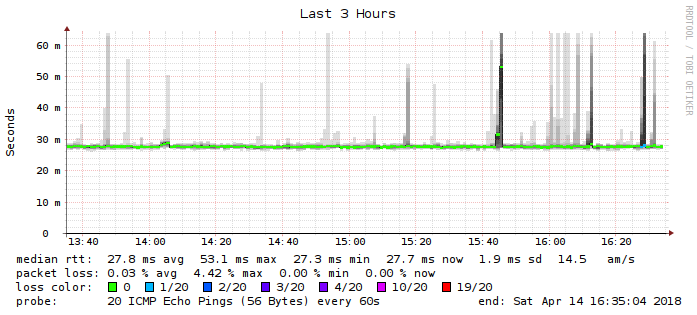 Last 3 Hours
RRDTOOL / TOBI OETIKER
Seconds
60 m
50 m
40 m
30 m
20 m
10 m
0
13:40 14:00 14:20 14:40 15:00 15:20 15:40 16:00 16:20
median rtt: 27.8 ms avg 53.1 ms max 27.3 ms min 27.7 ms now 1.9 ms sd 14.5 am/s
packet loss: 0.03 % avg 4.42 % max 0.00 % min 0.00 % now
loss color: 0 1/20 2/20 3/20 4/20 10/20 19/20
probe: 20 ICMP Echo Pings (56 Bytes) every 60s end: Sat Apr 14 16:35:04 2018